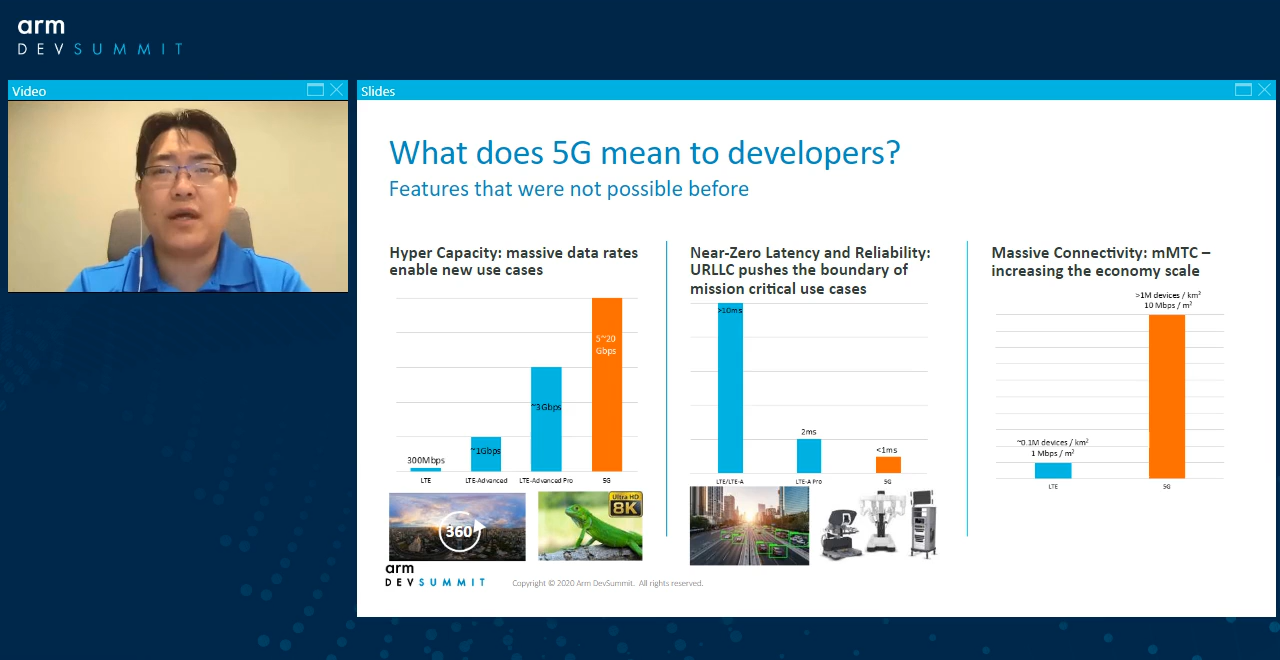 arm
DEVSUMMIT
Video
Slides
What does 5G mean to developers?
Features that were not possible before
Hyper Capacity: massive data rates
enable new use cases
300Mbps
~1Gbps
~3Gbps
5~20
Gbps
LTE
LTE-Advanced
LTE-Advanced Pro
5G
360
Ultra HD
8K
Near-Zero Latency and Reliability:
URLLC pushes the boundary of
mission critical use cases
>10ms
2ms
<1ms
LTE/LTE-A
LTE-A Pro
5G
Massive Connectivity: mMTC –
increasing the economy scale
~0.1M devices / km²
1 Mbps / m²
>1M devices / km²
10 Mbps / m²
LTE
5G
arm
DEVSUMMIT
Copyright © 2020 Arm DevSummit. All rights reserved.